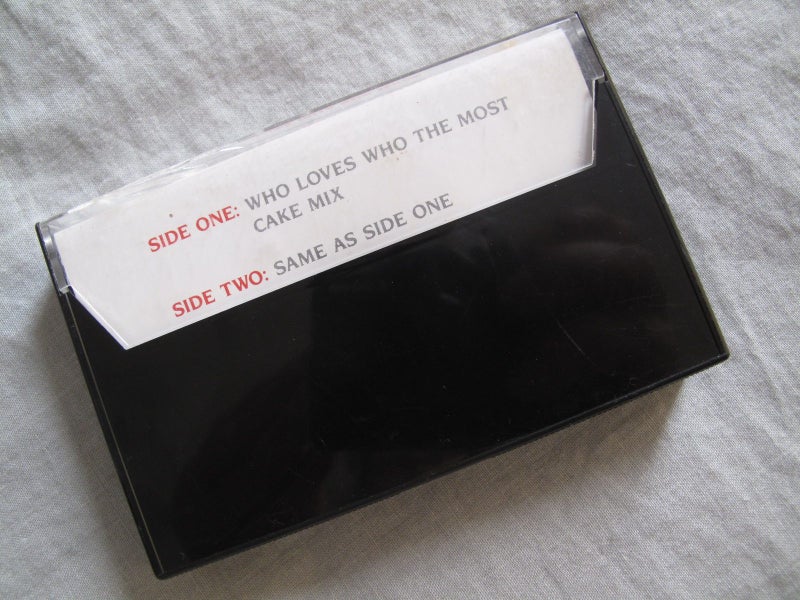 SIDE ONE: WHO LOVES WHO THE MOST
CAKE MIX
SIDE TWO: SAME AS SIDE ONE